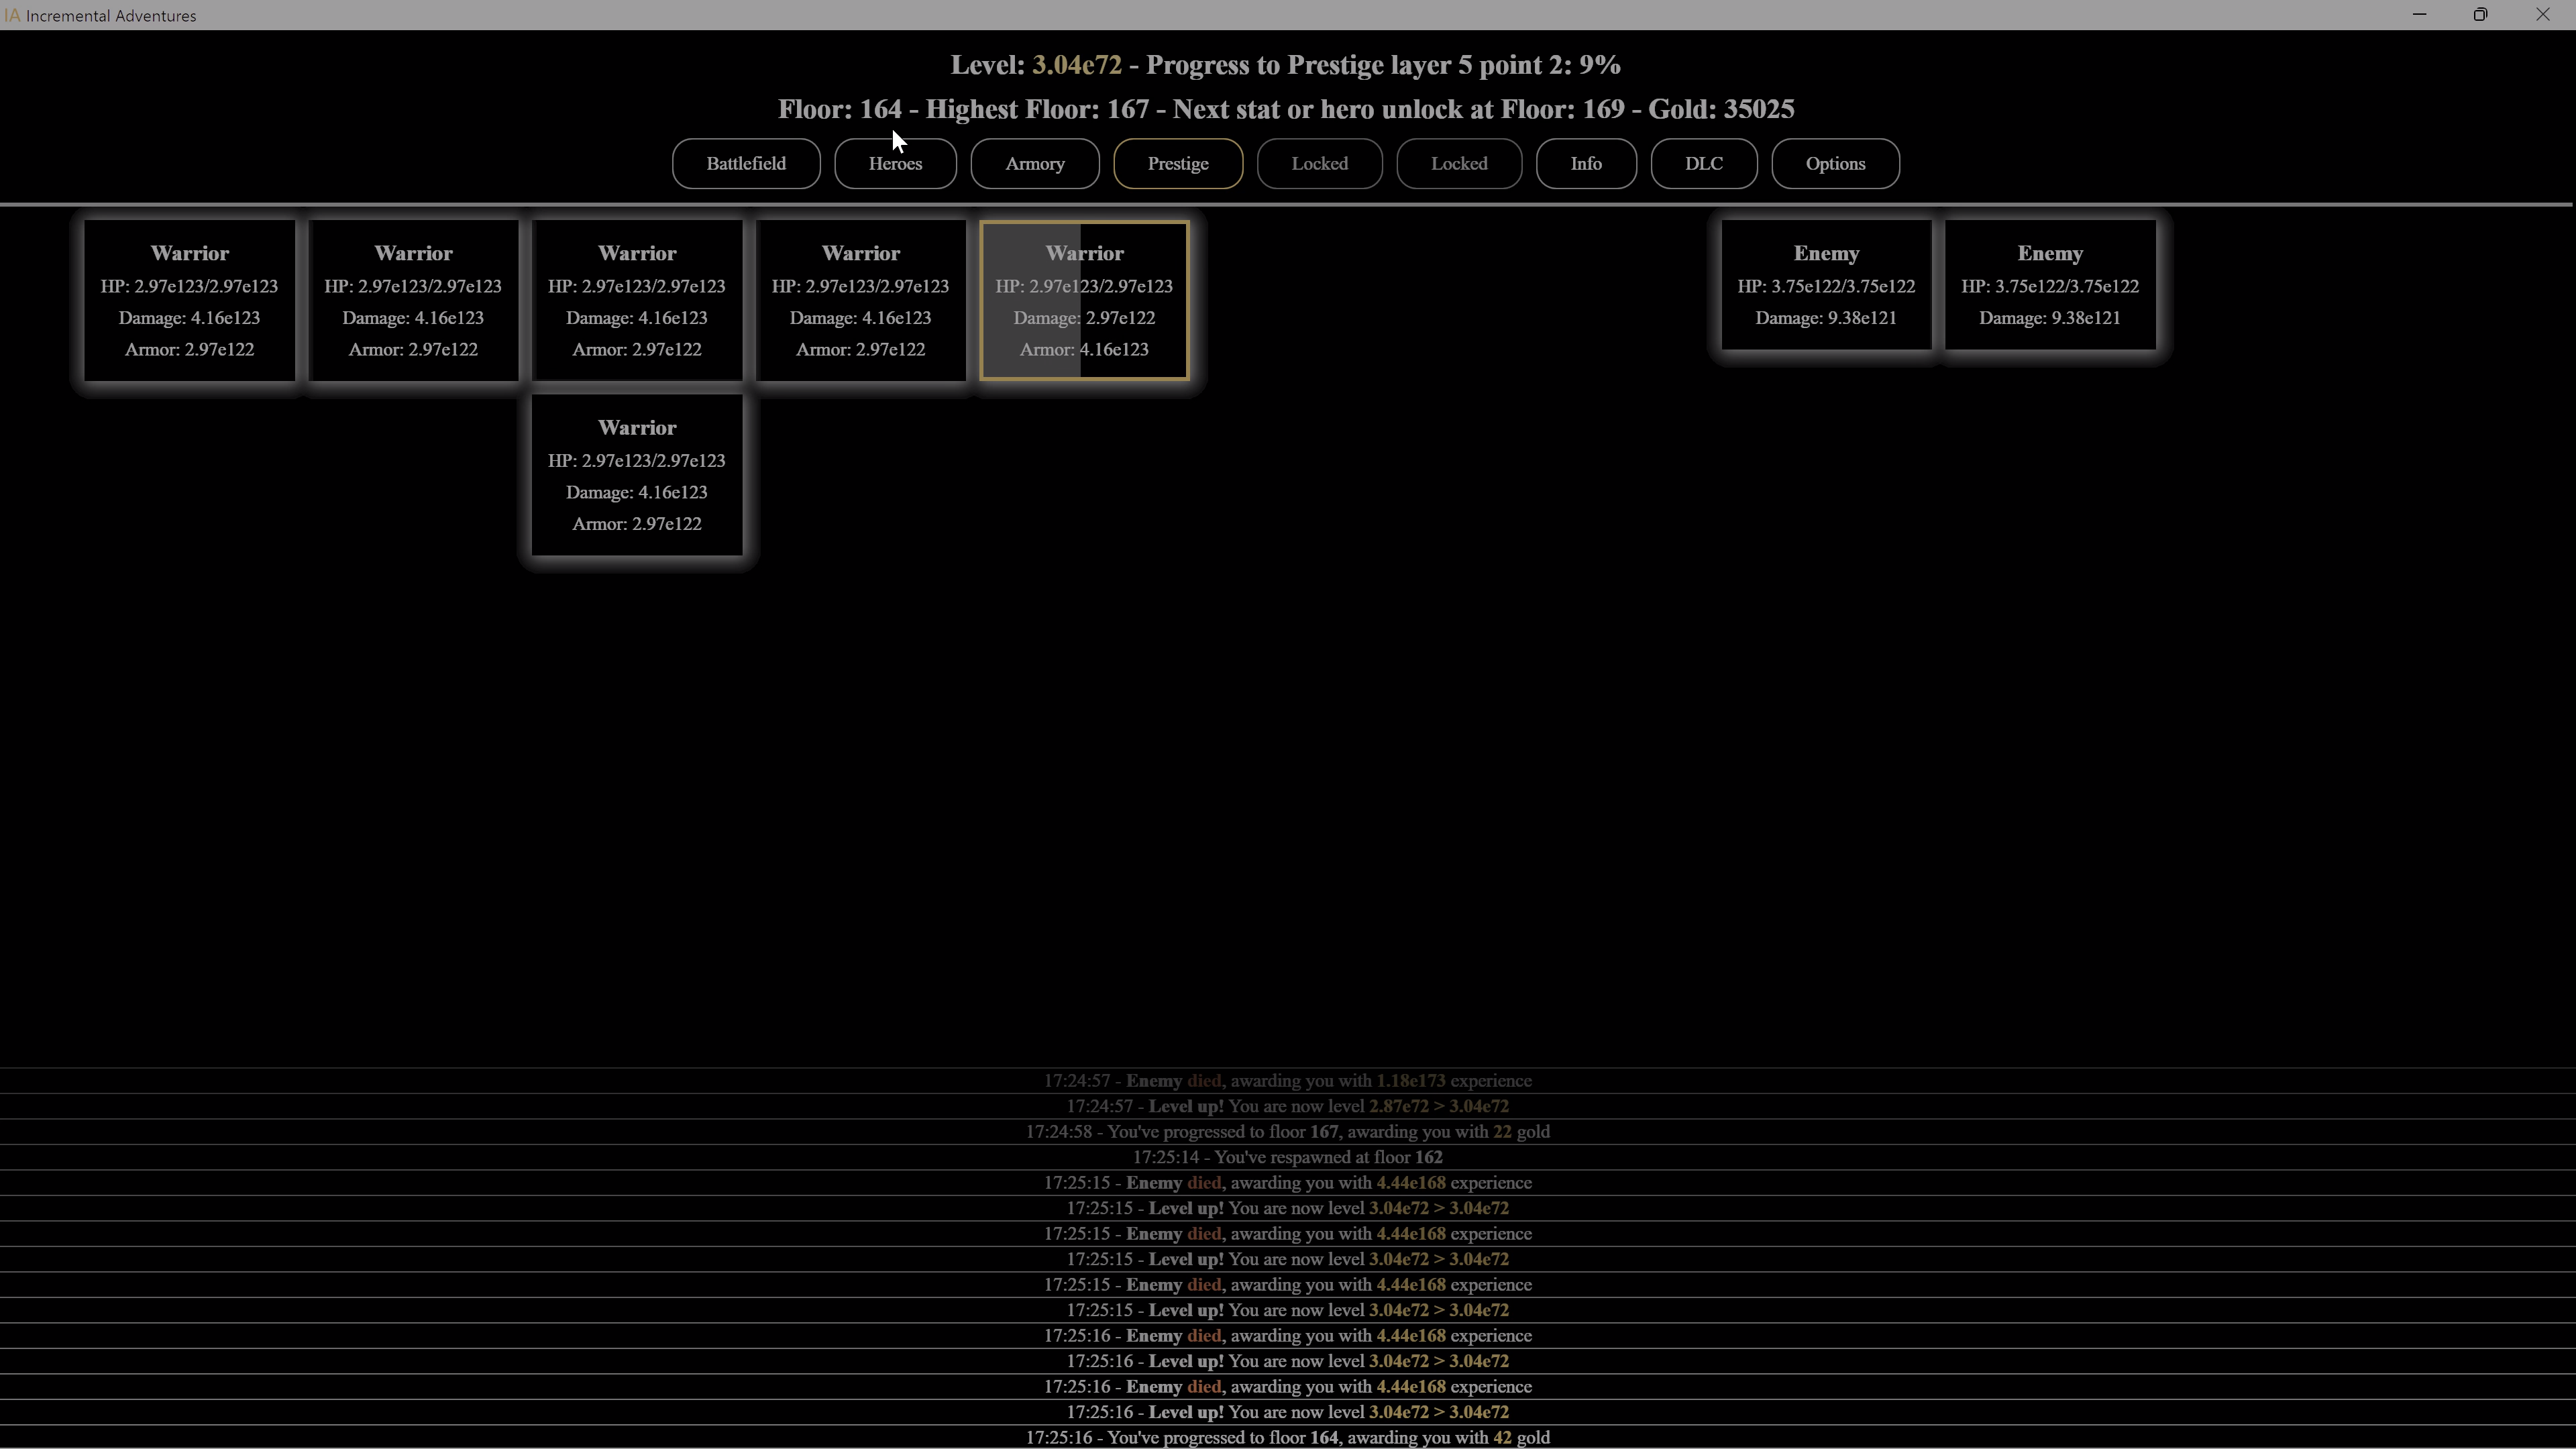 IA Incremental Adventures
Level: 3.04e72 - Progress to Prestige layer 5 point 2: 9%
Floor: 164 - Highest Floor: 167 - Next stat or hero unlock at Floor: 169 - Gold: 35025
Battlefield Heroes Armory Prestige Locked Locked Info DLC Options
Warrior Warrior Warrior Warrior Warrior Enemy Enemy
HP: 2.97e123/2.97e123 HP: 2.97e123/2.97e123 HP: 2.97e123/2.97e123 HP: 2.97e123/2.97e123 HP: 2.97e123/2.97e123 HP: 3.75e122/3.75e122 HP: 3.75e122/3.75e122
Damage: 4.16e123 Damage: 4.16e123 Damage: 4.16e123 Damage: 4.16e123 Damage: 2.97e122 Damage: 9.38e121 Damage: 9.38e121
Armor: 2.97e122 Armor: 2.97e122 Armor: 2.97e122 Armor: 2.97e122 Armor: 4.16e123
Warrior
HP: 2.97e123/2.97e123
Damage: 4.16e123
Armor: 2.97e122
17:24:57 - Enemy died, awarding you with 1.18e173 experience
17:24:57 - Level up! You are now level 2.87e72 > 3.04e72
17:24:58 - You've progressed to floor 167, awarding you with 22 gold
17:25:14 - You've respawned at floor 162
17:25:15 - Enemy died, awarding you with 4.44e168 experience
17:25:15 - Level up! You are now level 3.04e72 > 3.04e72
17:25:15 - Enemy died, awarding you with 4.44e168 experience
17:25:15 - Level up! You are now level 3.04e72 > 3.04e72
17:25:15 - Enemy died, awarding you with 4.44e168 experience
17:25:15 - Level up! You are now level 3.04e72 > 3.04e72
17:25:16 - Enemy died, awarding you with 4.44e168 experience
17:25:16 - Level up! You are now level 3.04e72 > 3.04e72
17:25:16 - Enemy died, awarding you with 4.44e168 experience
17:25:16 - Level up! You are now level 3.04e72 > 3.04e72
17:25:16 - You've progressed to floor 164, awarding you with 42 gold